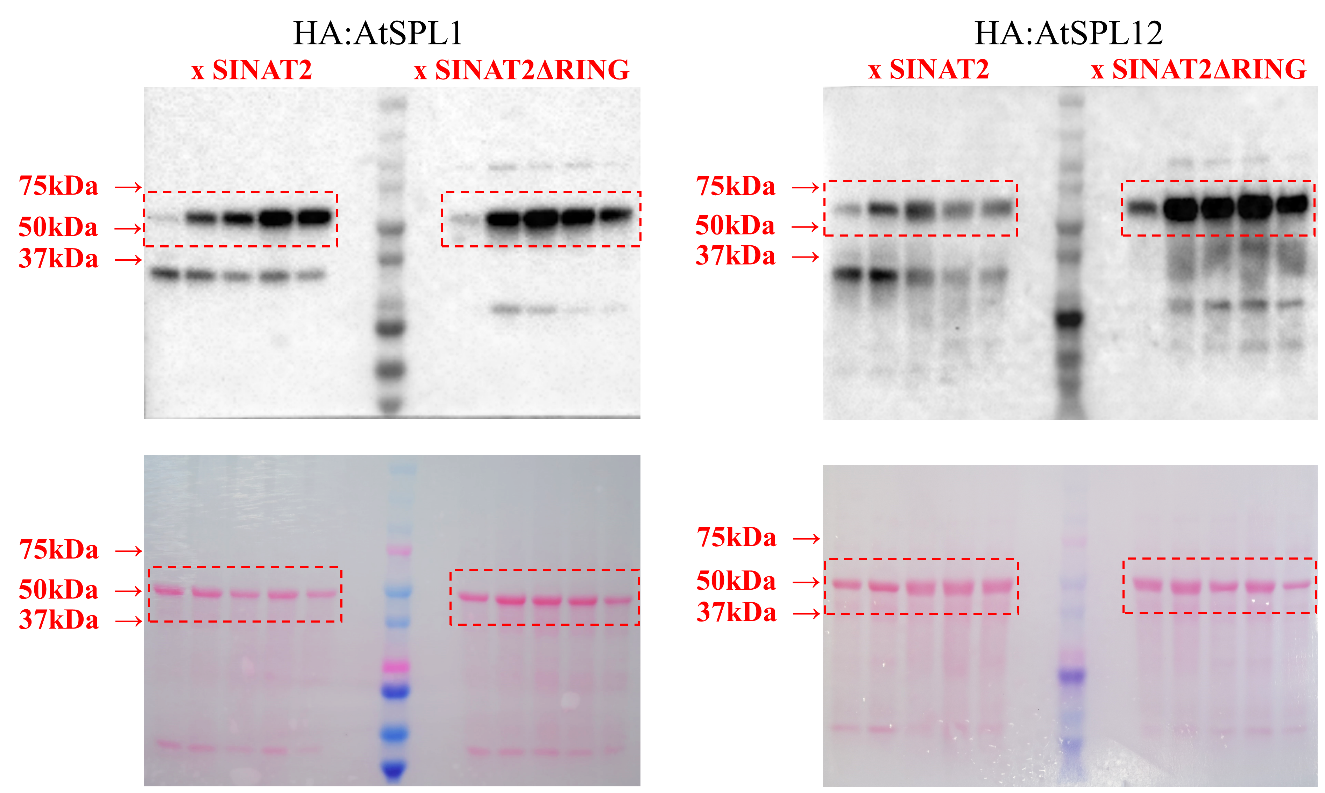 HA:AtSPL1
HA:AtSPL12
x SINAT2
x SINAT2ΔRING
x SINAT2
x SINAT2ΔRING
75kDa →
50kDa →
37kDa →
75kDa →
50kDa →
37kDa →
75kDa →
50kDa →
37kDa →
75kDa →
50kDa →
37kDa →